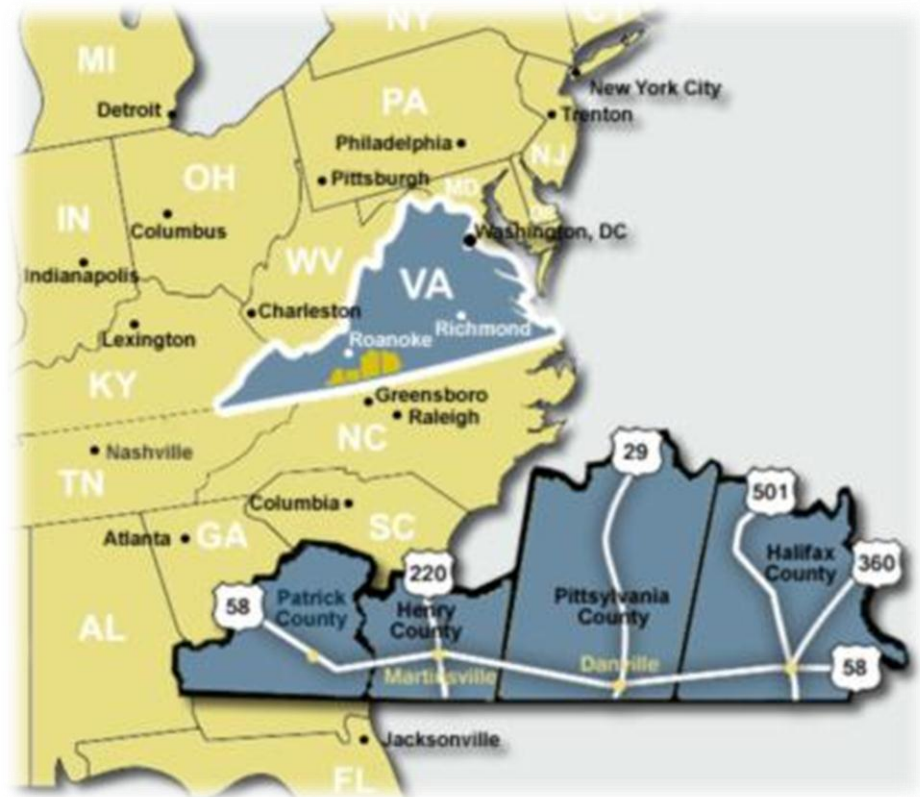 NY
CT
MI
New York City
Detroit
PA
Trenton
Philadelphia
NJ
OH
Pittsburgh
MD
IN
DE
Columbus
Washington, DC
WV
Indianapolis
VA
Charleston
Richmond
Lexington
Roanoke
KY
Greensboro
Raleigh
NC
Nashville
29
TN
501
Columbia
SC
Atlanta
GA
Halifax
County
360
220
58
Patrick
County
Henry
County
Pittsylvania
County
AL
Martinsville
Danville
58
Jacksonville
FL